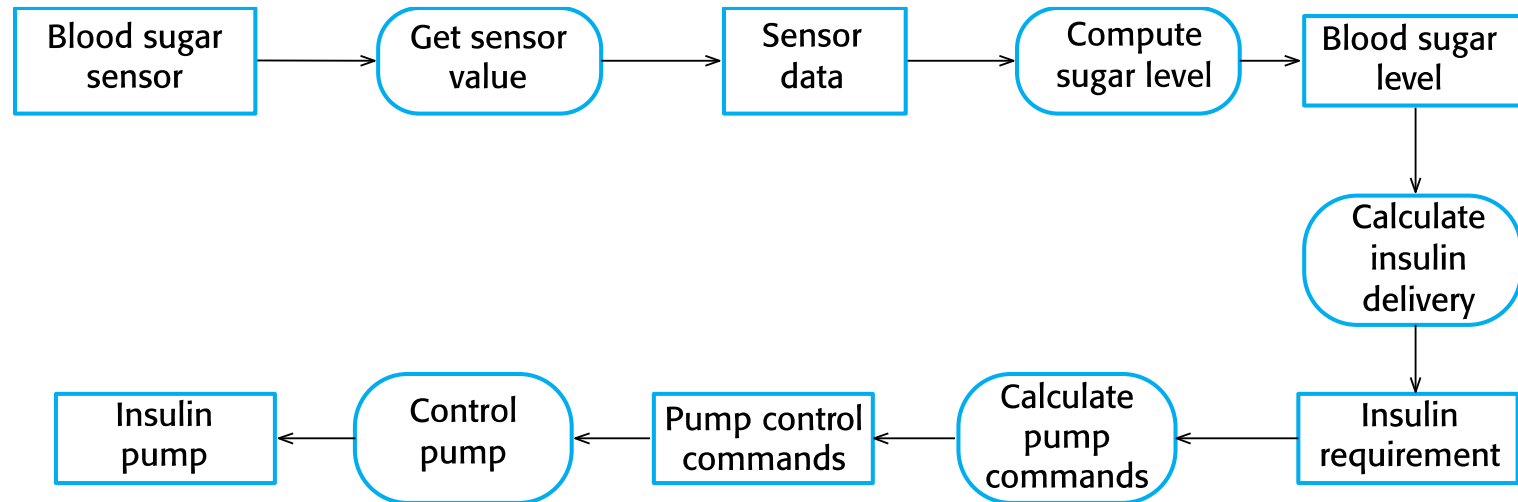 Blood sugar
sensor
Get sensor
value
Sensor
data
Compute
sugar level
Blood sugar
level
Calculate
insulin
delivery
Insulin
requirement
Calculate
pump
commands
Pump control
commands
Control
pump
Insulin
pump